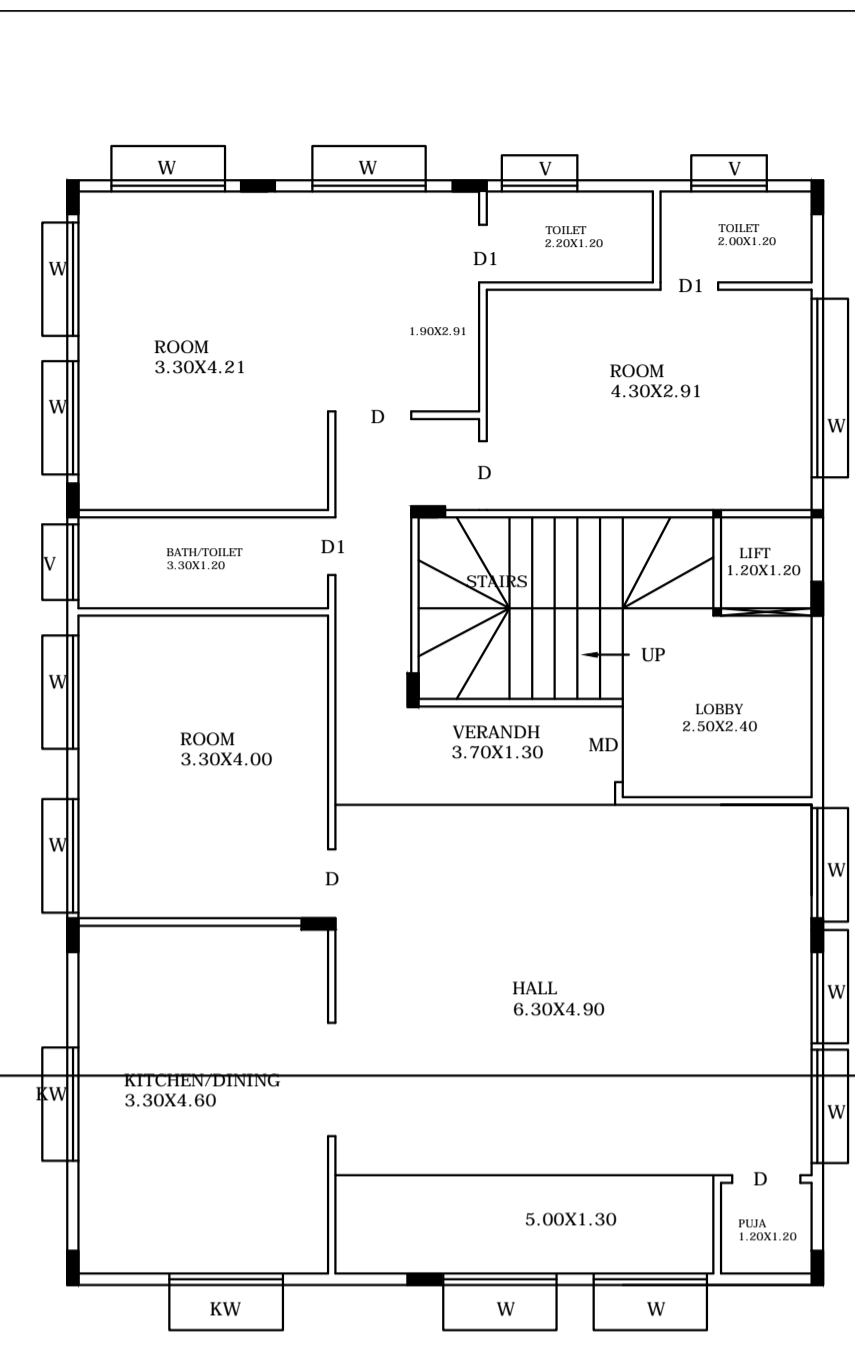 W
W
V
V
TOILET
2.20X1.20
TOILET
2.00X1.20
W
D1
D1
1.90X2.91
ROOM
3.30X4.21
ROOM
4.30X2.91
W
D
W
D
D1
BATH/TOILET
3.30X1.20
V
STAIRS
LIFT
1.20X1.20
UP
W
ROOM
3.30X4.00
VERANDH
3.70X1.30
MD
LOBBY
2.50X2.40
W
D
W
HALL
6.30X4.90
W
KITCHEN/DINING
3.30X4.60
KW
W
D
5.00X1.30
PUJA
1.20X1.20
KW
W
W